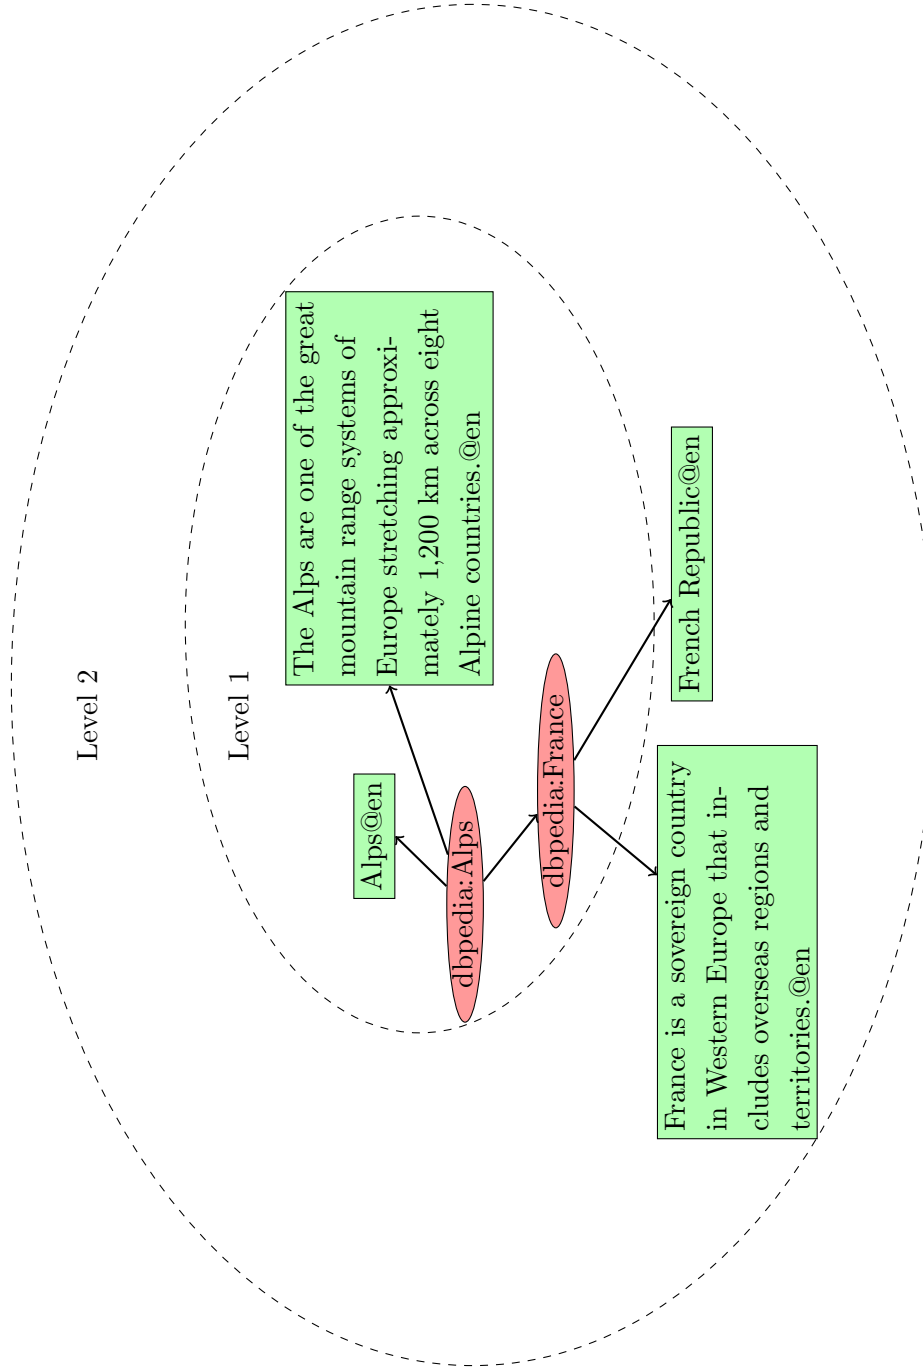 Level 2
Level 1
The Alps are one of the great
mountain range systems of
Europe stretching approxi-
mately 1,200 km across eight
Alpine countries.@en
Alps@en
dbpedia:Alps
dbpedia:France
France is a sovereign country
in Western Europe that in-
cludes overseas regions and
territories.@en
French Republic@en